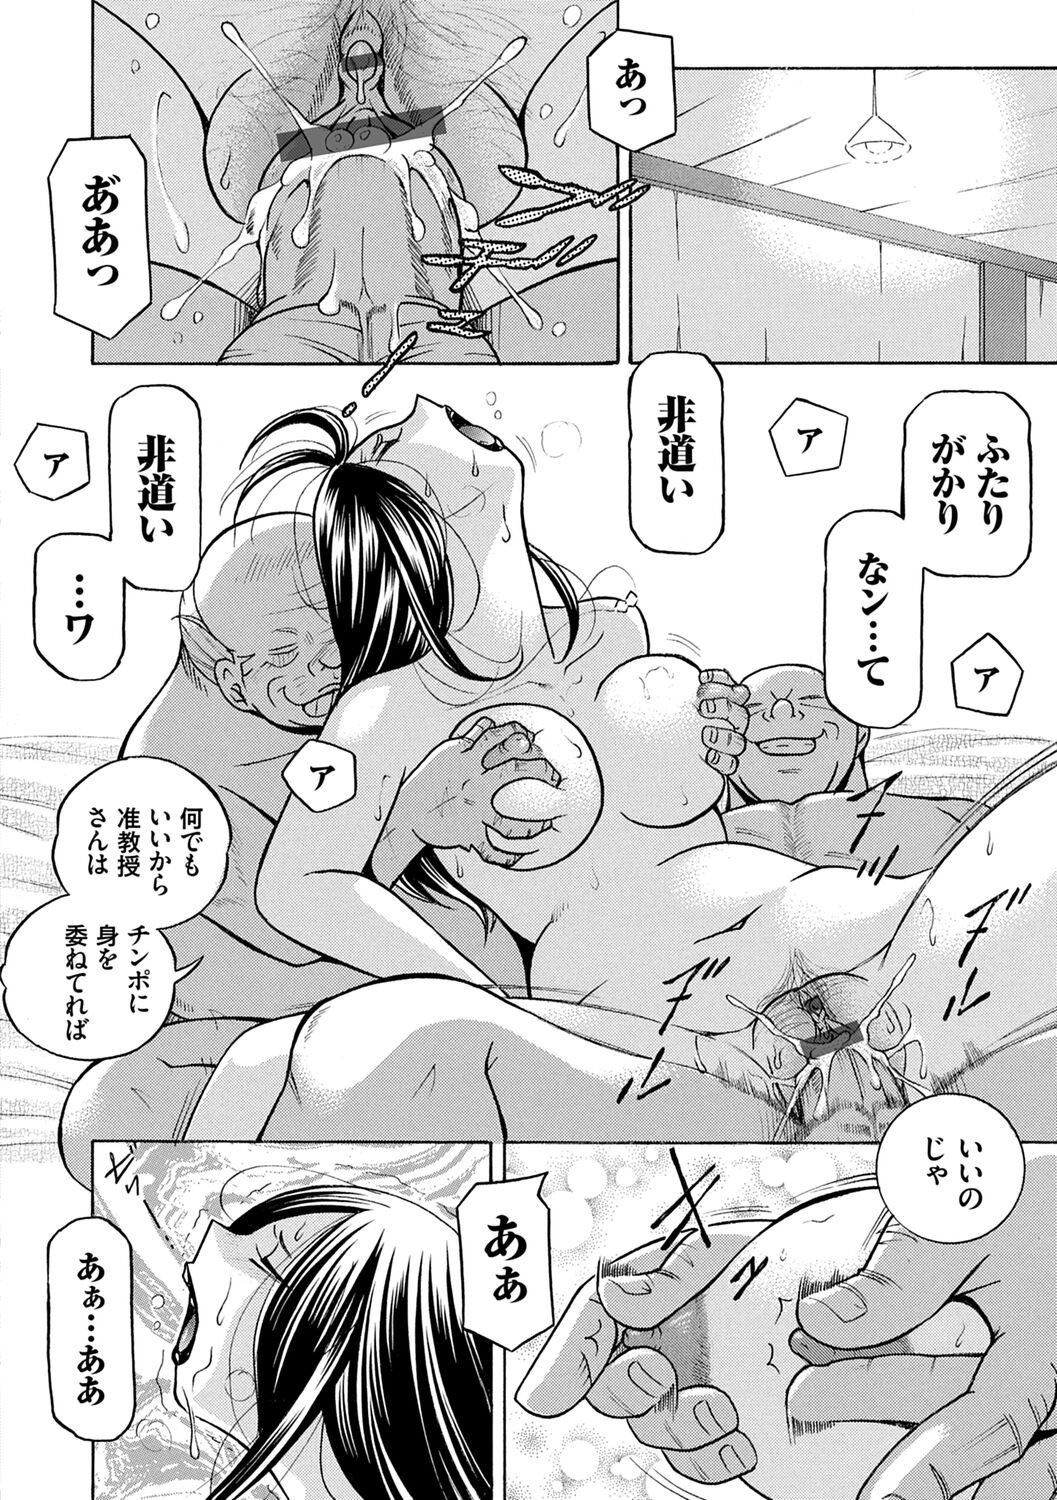 あっ
あ゛あっ
ふたり
がかり
なン…て
ア
ア
非道い
非道い
…ワ
ア
ア
何でも
いいから
准教授
さんは
チンポに
身を
委ねてれば
いいの
じゃ
あぁ
ああ…ああ